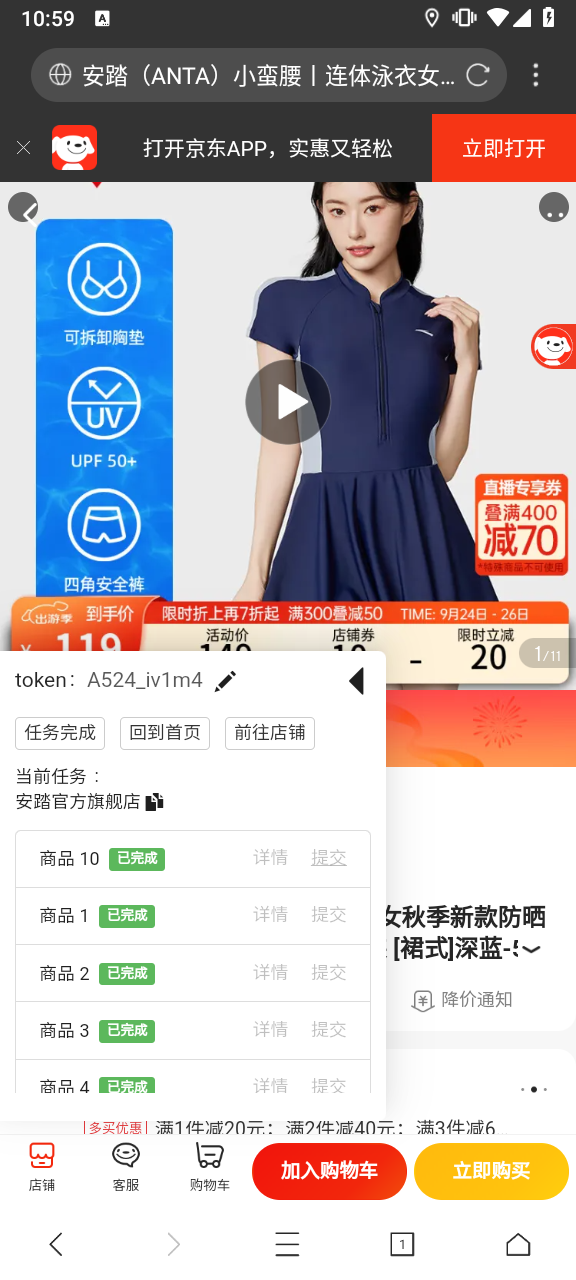 10:59
A
安踏（ANTA）小蛮腰丨连体泳衣女...
打开京东APP，实惠又轻松
立即打开
可拆卸胸垫
UV
UPF 50+
四角安全裤
直播专享券
叠满400
减70
*特殊商品不可使用
出游季 到手价
限时折上再7折起 满300叠减50 TIME: 9月24日 - 26日
¥ 119
活动价
149
店铺券
10
-
限时立减
20
1/11
token： A524_iv1m4
任务完成
回到首页
前往店铺
当前任务：
安踏官方旗舰店
商品 10 已完成 详情 提交
商品 1 已完成 详情 提交
商品 2 已完成 详情 提交
商品 3 已完成 详情 提交
商品 4 已完成 详情 提交
女秋季新款防晒
[裙式]深蓝-
降价通知
多买优惠 满1件减20元；满2件减40元；满3件减6...
店铺
客服
购物车
加入购物车
立即购买
1